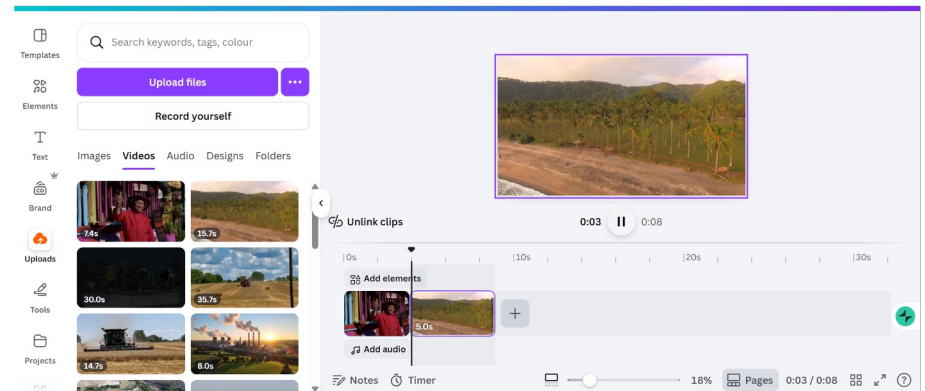 Templates
Elements
Text
Brand
Uploads
Tools
Projects
Search keywords, tags, colour
Upload files
Record yourself
Images Videos Audio Designs Folders
7.4s 15.7s
30.0s 35.7s
14.7s 8.0s
Unlink clips 0:03 0:08
0s 10s 20s 30s
Add elements
5.0s
Add audio
Notes Timer 18% Pages 0:03 / 0:08